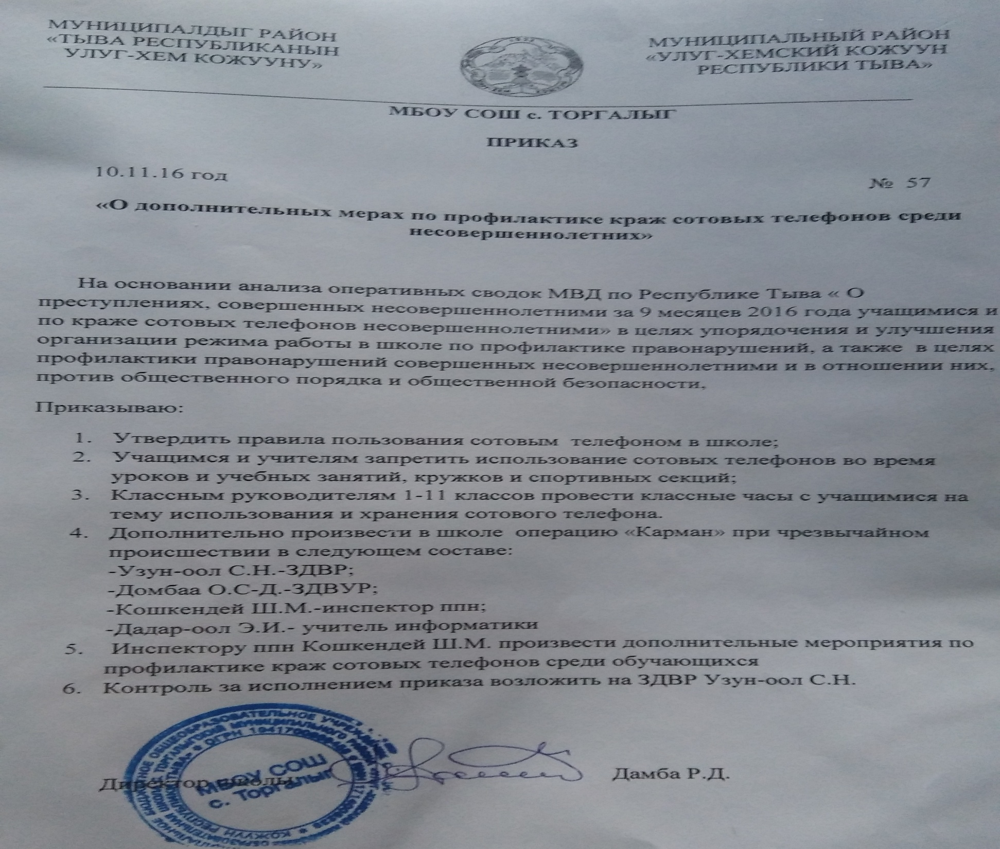 МУНИЦИПАЛДЫГ РАЙОН
«ТЫВА РЕСПУБЛИКАНЫН
УЛУГ-ХЕМ КОЖУУНУ»
МУНИЦИПАЛЬНЫЙ РАЙОН
«УЛУГ-ХЕМСКИЙ КОЖУУН
РЕСПУБЛИКИ ТЫВА»
МБОУ СОШ с. ТОРГАЛЫГ
ПРИКАЗ
10.11.16 год
№ 57
«О дополнительных мерах по профилактике краж сотовых телефонов среди
несовершеннолетних»
На основании анализа оперативных сводок МВД по Республике Тыва « О
преступлениях, совершенных несовершеннолетними за 9 месяцев 2016 года учащимися и
по краже сотовых телефонов несовершеннолетними» в целях упорядочения и улучшения
организации режима работы в школе по профилактике правонарушений, а также в целях
профилактики правонарушений совершенных несовершеннолетними и в отношении них,
против общественного порядка и общественной безопасности,
Приказываю:
1. Утвердить правила пользования сотовым телефоном в школе;
2. Учащимся и учителям запретить использование сотовых телефонов во время
уроков и учебных занятий, кружков и спортивных секций;
3. Классным руководителям 1-11 классов провести классные часы с учащимися на
тему использования и хранения сотового телефона.
4. Дополнительно произвести в школе операцию «Карман» при чрезвычайном
происшествии в следующем составе:
-Узун-оол С.Н.-ЗДВР;
-Домбаа О.С-Д.-ЗДВУР;
-Кошкендей Ш.М.-инспектор ппн;
-Дадар-оол Э.И.- учитель информатики
5. Инспектору ппн Кошкендей Ш.М. произвести дополнительные мероприятия по
профилактике краж сотовых телефонов среди обучающихся
6. Контроль за исполнением приказа возложить на ЗДВР Узун-оол С.Н.
Директор школы
Дамба Р.Д.
МБОУ СОШ
с. Торгалыг